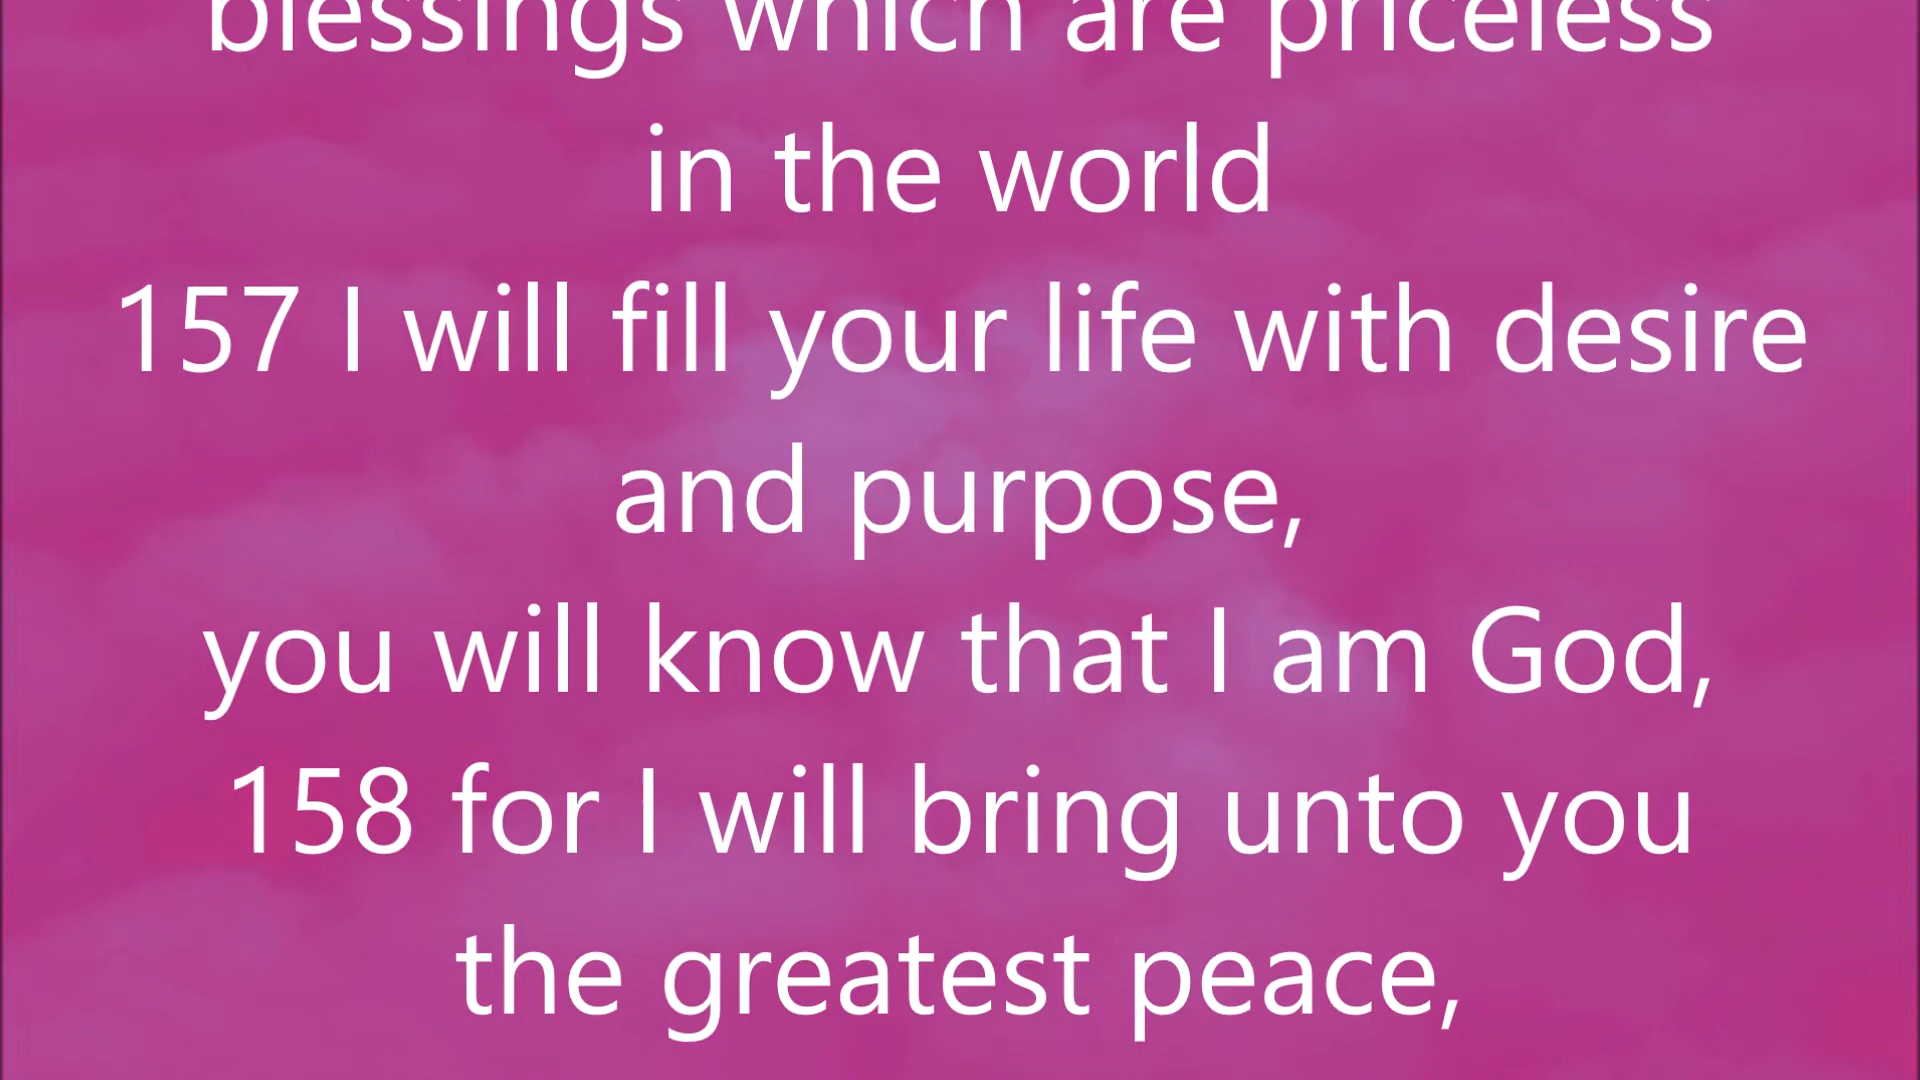 blessings which are priceless
in the world
157 I will fill your life with desire
and purpose,
you will know that I am God,
158 for I will bring unto you
the greatest peace,